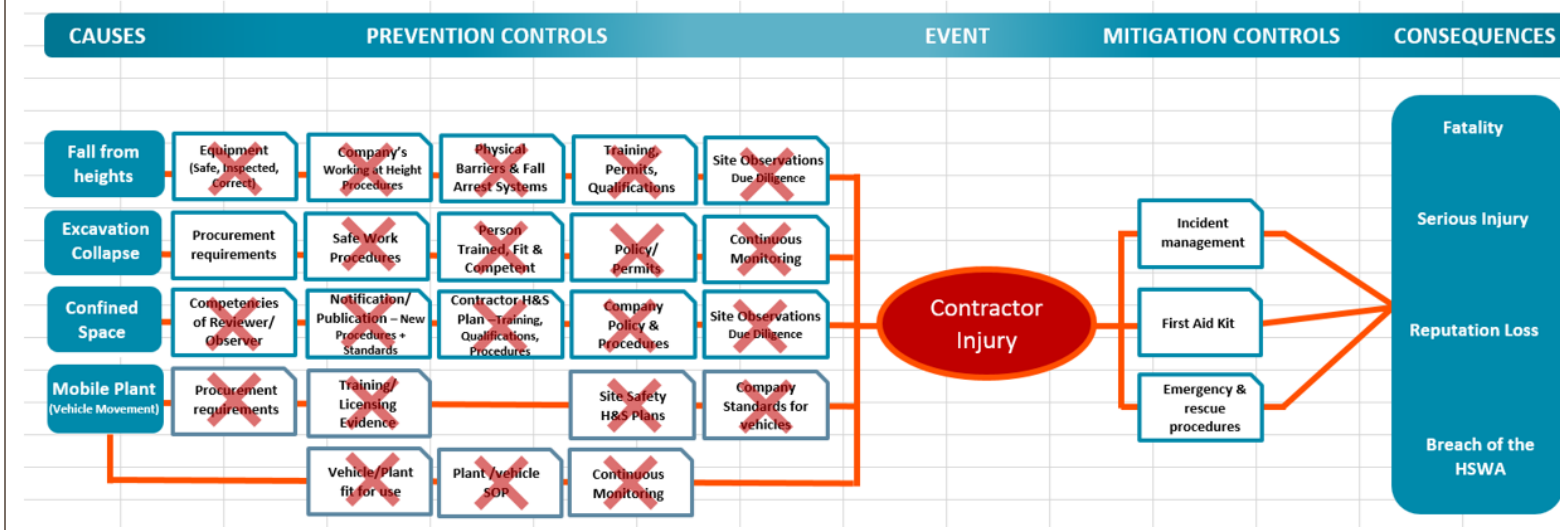 CAUSES PREVENTION CONTROLS EVENT MITIGATION CONTROLS CONSEQUENCES
Fall from
heights
Equipment
(Safe, Inspected,
Correct)
Company's
Working at Height
Procedures
Physical
Barriers & Fall
Arrest Systems
Training,
Permits,
Qualifications
Site Observations
Due Diligence
Excavation
Collapse
Procurement
requirements
Safe Work
Procedures
Person
Trained, Fit &
Competent
Policy/
Permits
Continuous
Monitoring
Confined
Space
Competencies
of Reviewer/
Observer
Notification/
Publication – New
Procedures +
Standards
Contractor H&S
Plan –Training,
Qualifications,
Procedures
Company
Policy &
Procedures
Site Observations
Due Diligence
Mobile Plant
(Vehicle Movement)
Procurement
requirements
Training/
Licensing
Evidence
Site Safety
H&S Plans
Company
Standards for
vehicles
Vehicle/Plant
fit for use
Plant /vehicle
SOP
Continuous
Monitoring
Contractor
Injury
Incident
management
First Aid Kit
Emergency &
rescue
procedures
Fatality
Serious Injury
Reputation Loss
Breach of the
HSWA